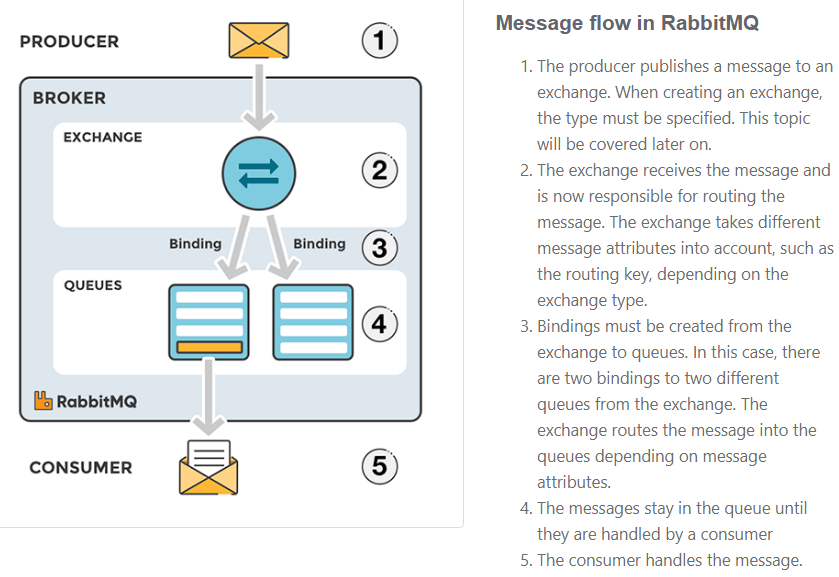 PRODUCER
1
BROKER
EXCHANGE
2
Binding
Binding
3
QUEUES
4
RabbitMQ
CONSUMER
5
Message flow in RabbitMQ
1. The producer publishes a message to an
exchange. When creating an exchange,
the type must be specified. This topic
will be covered later on.
2. The exchange receives the message and
is now responsible for routing the
message. The exchange takes different
message attributes into account, such as
the routing key, depending on the
exchange type.
3. Bindings must be created from the
exchange to queues. In this case, there
are two bindings to two different
queues from the exchange. The
exchange routes the message into the
queues depending on message
attributes.
4. The messages stay in the queue until
they are handled by a consumer
5. The consumer handles the message.